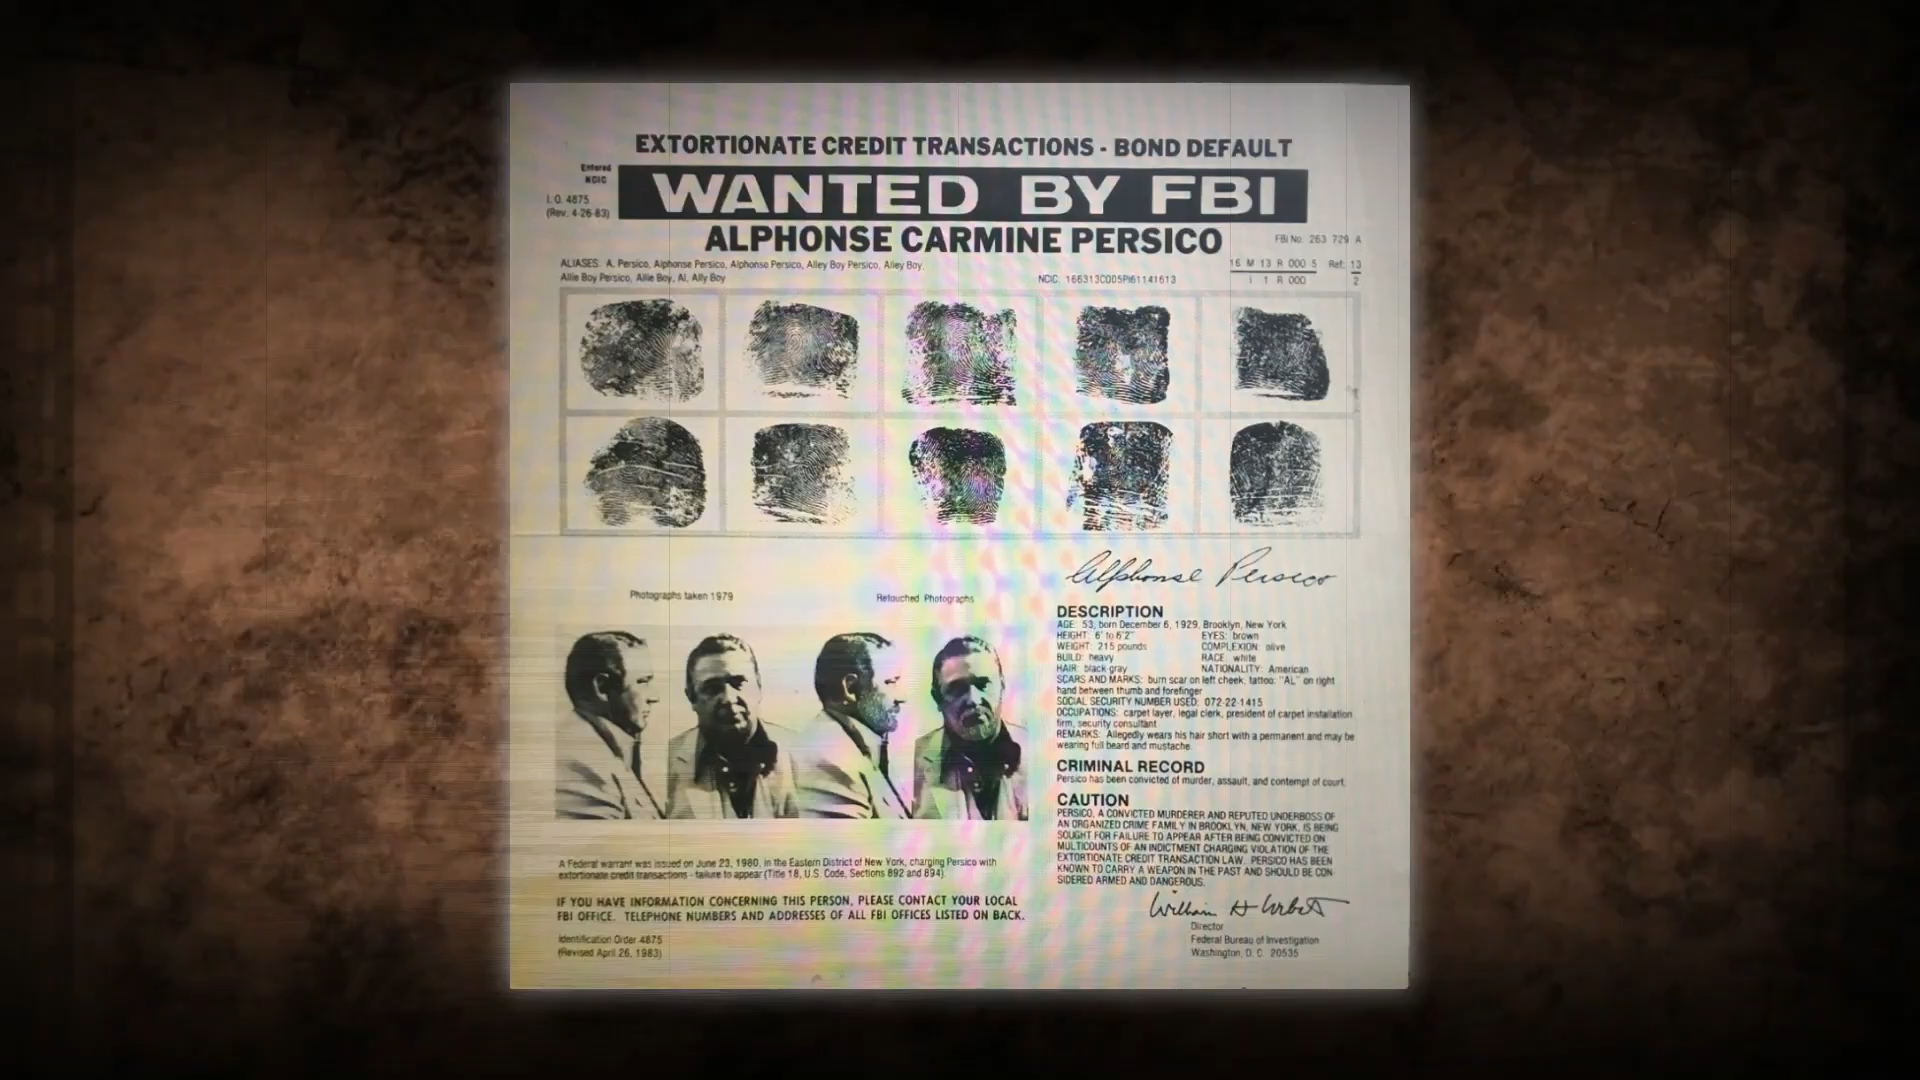 EXTORTIONATE CREDIT TRANSACTIONS - BOND DEFAULT
Entered
NCIC
I. O. 4875
(Rev. 4-26-83)
WANTED BY FBI
ALPHONSE CARMINE PERSICO
FBI No. 263 729 A
ALIASES: A. Persico, Alphonse Persico, Alphonso Persico, Alley Boy Persico, Alley Boy,
Allie Boy Persico, Allie Boy, Al, Ally Boy
NCIC: 166313CO05PI61141613
16 M 13 R 000 5 Ref: 13
I 1 R 000 2
Alphonse Persico
Photographs taken 1979
Retouched Photographs
DESCRIPTION
AGE: 53, born December 6, 1929, Brooklyn, New York
HEIGHT: 6' to 6'2" EYES: brown
WEIGHT: 215 pounds COMPLEXION: olive
BUILD: heavy RACE: white
HAIR: black-gray NATIONALITY: American
SCARS AND MARKS: burn scar on left cheek; tattoo: "AL" on right
hand between thumb and forefinger
SOCIAL SECURITY NUMBER USED: 072-22-1415
OCCUPATIONS: carpet layer, legal clerk, president of carpet installation
firm, security consultant
REMARKS: Allegedly wears his hair short with a permanent and may be
wearing full beard and mustache.
CRIMINAL RECORD
Persico has been convicted of murder, assault, and contempt of court.
CAUTION
PERSICO, A CONVICTED MURDERER AND REPUTED UNDERBOSS OF
AN ORGANIZED CRIME FAMILY IN BROOKLYN, NEW YORK, IS BEING
SOUGHT FOR FAILURE TO APPEAR AFTER BEING CONVICTED ON
MULTICOUNTS OF AN INDICTMENT CHARGING VIOLATION OF THE
EXTORTIONATE CREDIT TRANSACTION LAW. PERSICO HAS BEEN
KNOWN TO CARRY A WEAPON IN THE PAST AND SHOULD BE CON
SIDERED ARMED AND DANGEROUS.
A Federal warrant was issued on June 23, 1980, in the Eastern District of New York, charging Persico with
extortionate credit transactions - failure to appear (Title 18, U.S. Code, Sections 892 and 894).
IF YOU HAVE INFORMATION CONCERNING THIS PERSON, PLEASE CONTACT YOUR LOCAL
FBI OFFICE. TELEPHONE NUMBERS AND ADDRESSES OF ALL FBI OFFICES LISTED ON BACK.
Identification Order 4875
(Revised April 26, 1983)
William H Webster
Director
Federal Bureau of Investigation
Washington, D. C. 20535